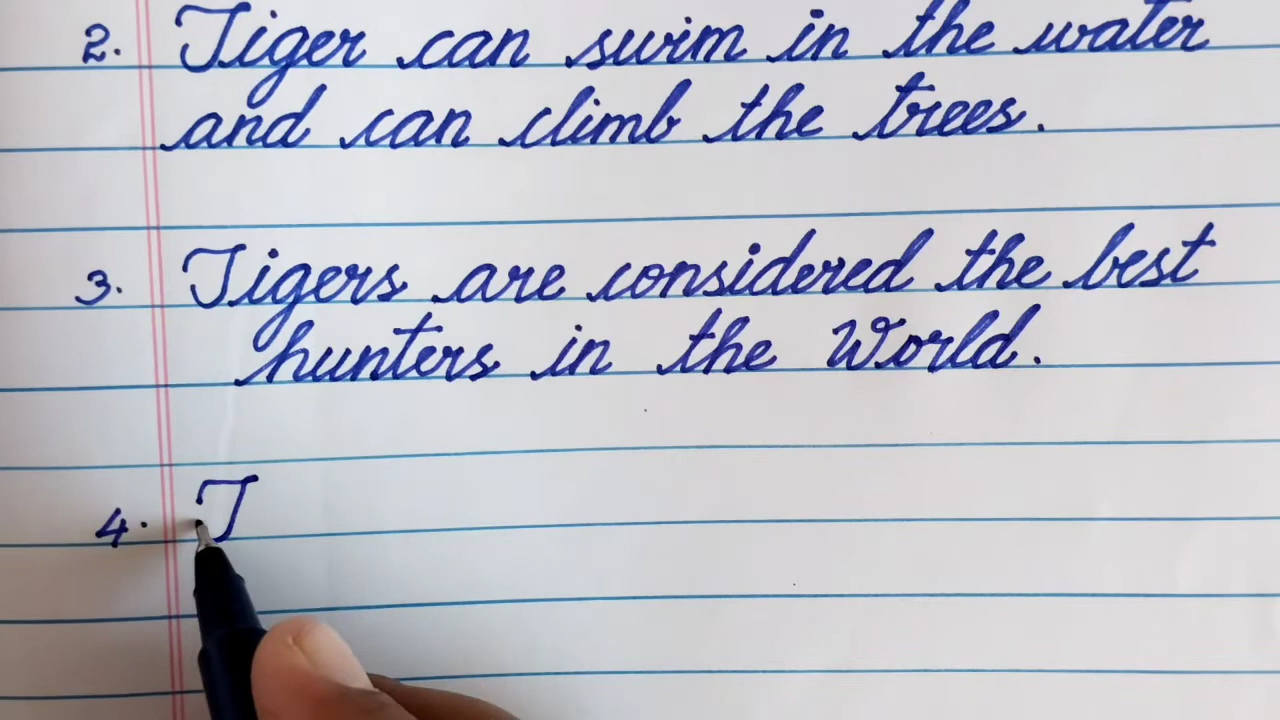 2. Tiger can swim in the water
and can climb the trees.
3. Tigers are considered the best
hunters in the World.
4. T